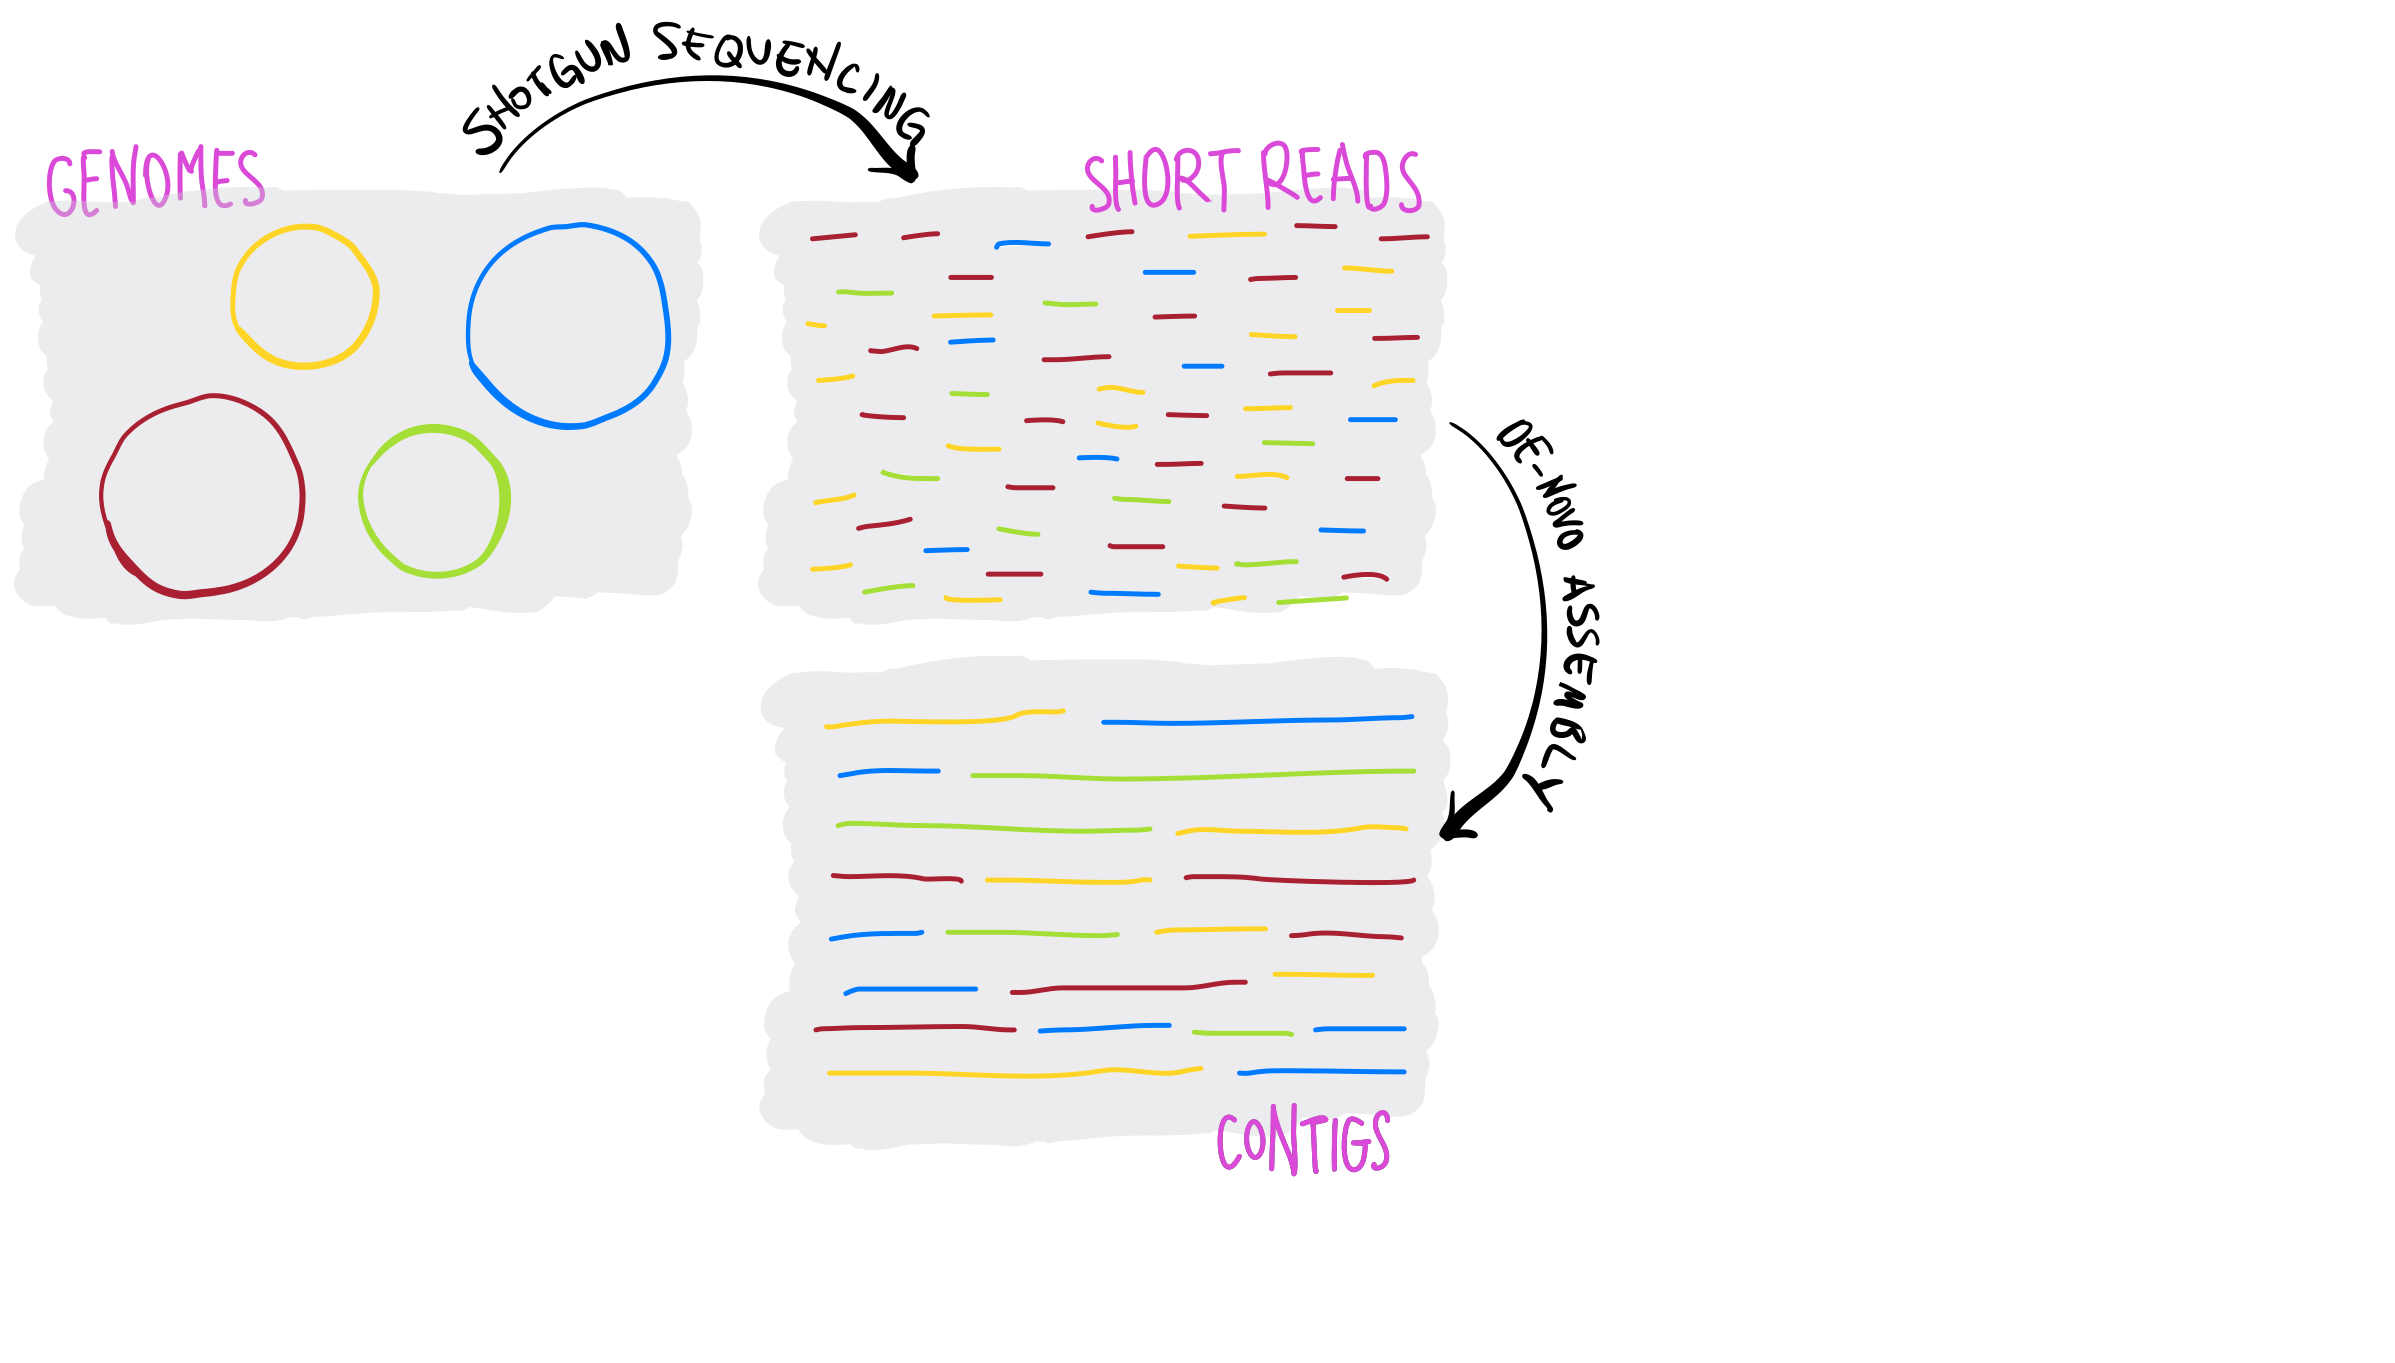 SHOTGUN SEQUENCING
GENOMES
SHORT READS
DE-NOVO ASSEMBLY
CONTIGS